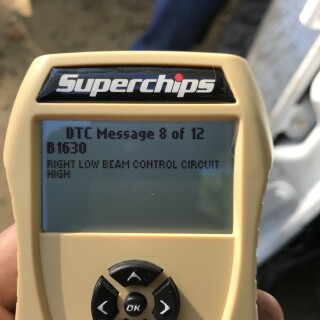 Superchips
DTC Message 8 of 12
B1630
RIGHT LOW BEAM CONTROL CIRCUIT
HIGH
OK